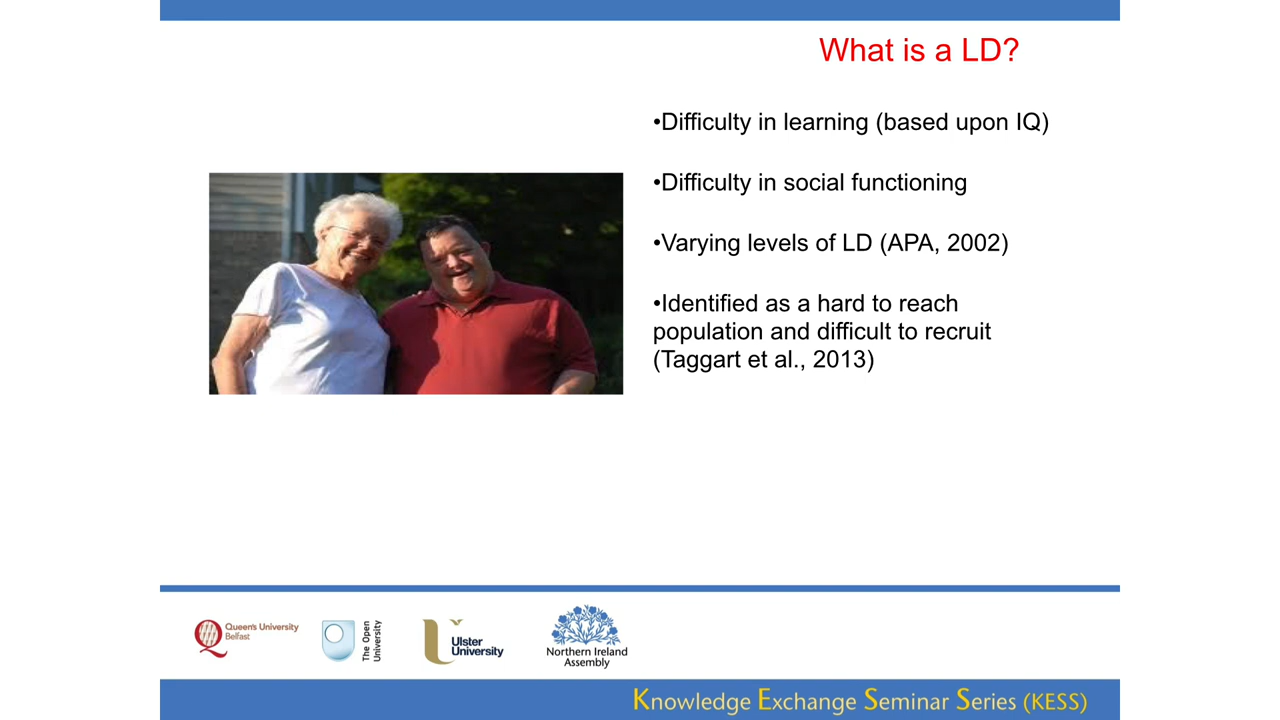 What is a LD?
•Difficulty in learning (based upon IQ)
•Difficulty in social functioning
•Varying levels of LD (APA, 2002)
•Identified as a hard to reach
population and difficult to recruit
(Taggart et al., 2013)
Queen's University
Belfast
The Open
University
Ulster
University
Northern Ireland
Assembly
Knowledge Exchange Seminar Series (KESS)